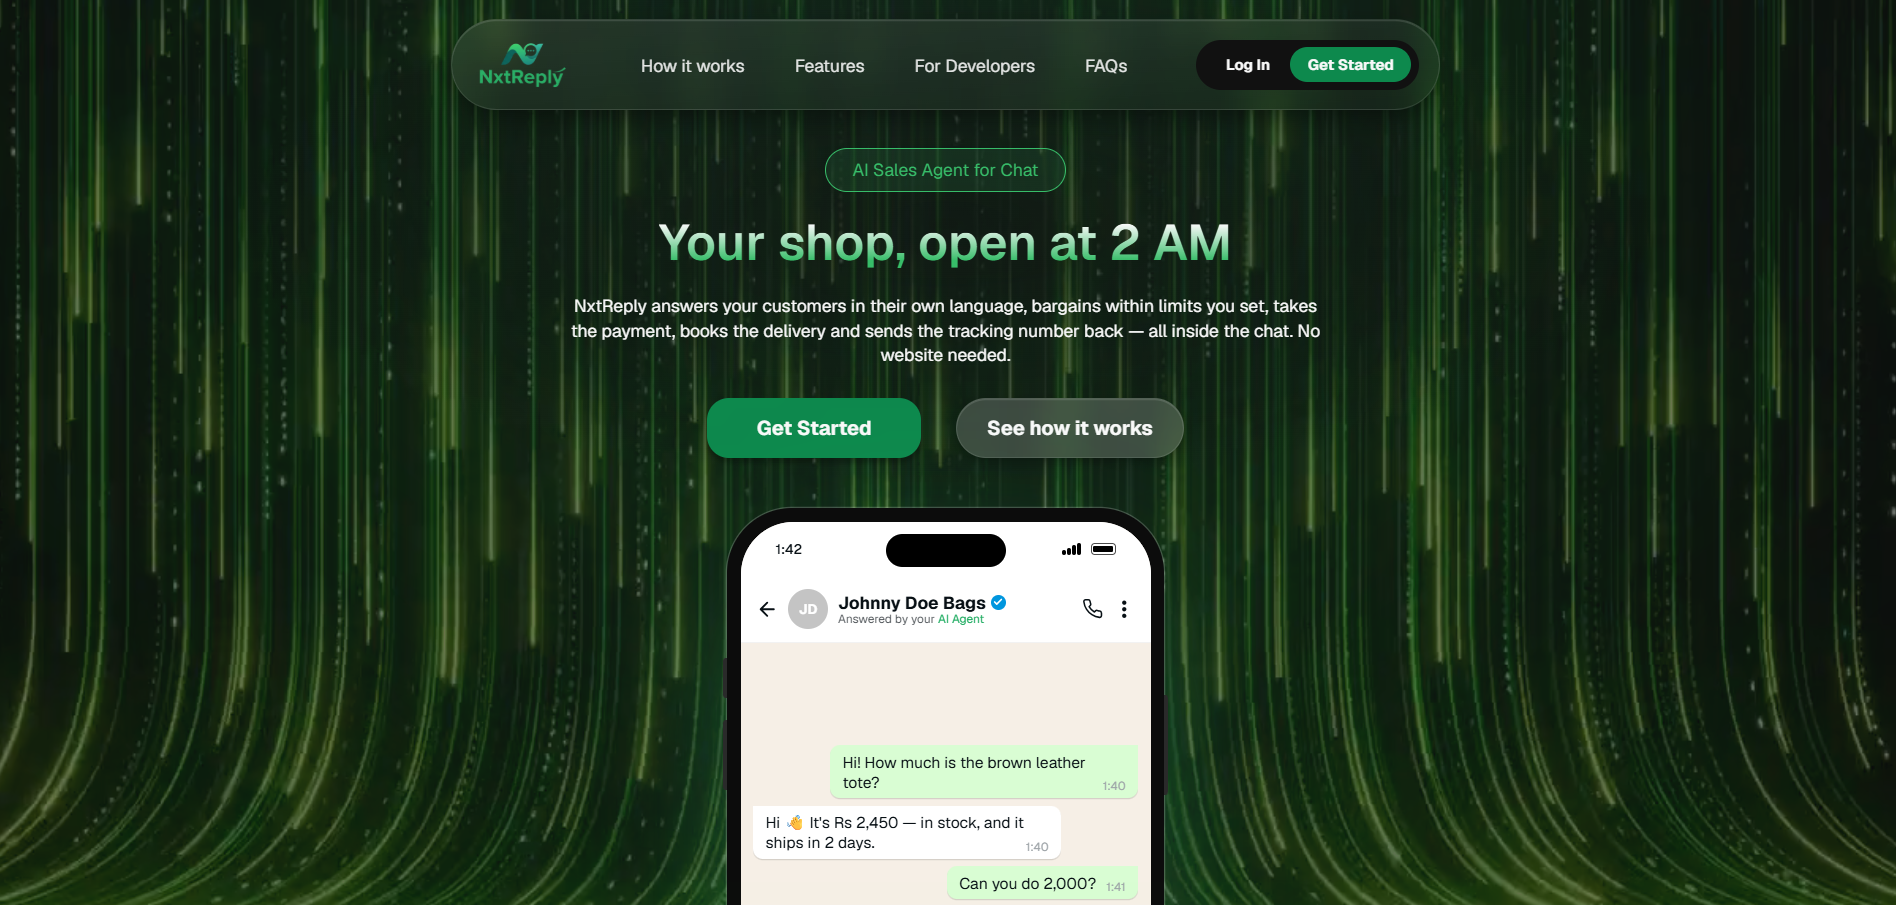 NxtReply
How it works
Features
For Developers
FAQs
Log In
Get Started
AI Sales Agent for Chat
Your shop, open at 2 AM
NxtReply answers your customers in their own language, bargains within limits you set, takes
the payment, books the delivery and sends the tracking number back — all inside the chat. No
website needed.
Get Started
See how it works
1:42
JD
Johnny Doe Bags
Answered by your AI Agent
Hi! How much is the brown leather
tote?
1:40
Hi 👋 It's Rs 2,450 — in stock, and it
ships in 2 days.
1:40
Can you do 2,000?
1:41